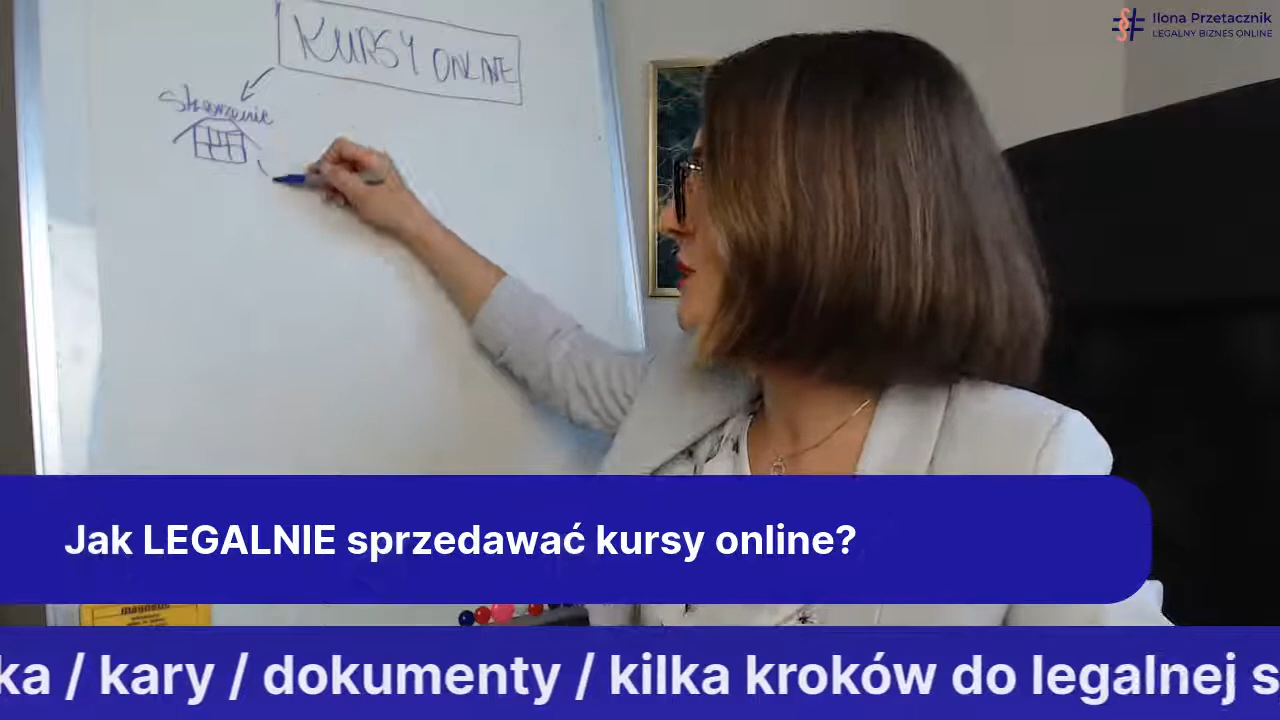 Ilona Przetacznik
LEGALNY BIZNES ONLINE
KURSY ONLINE
Jak LEGALNIE sprzedawać kursy online?
ka / kary / dokumenty / kilka kroków do legalnej s